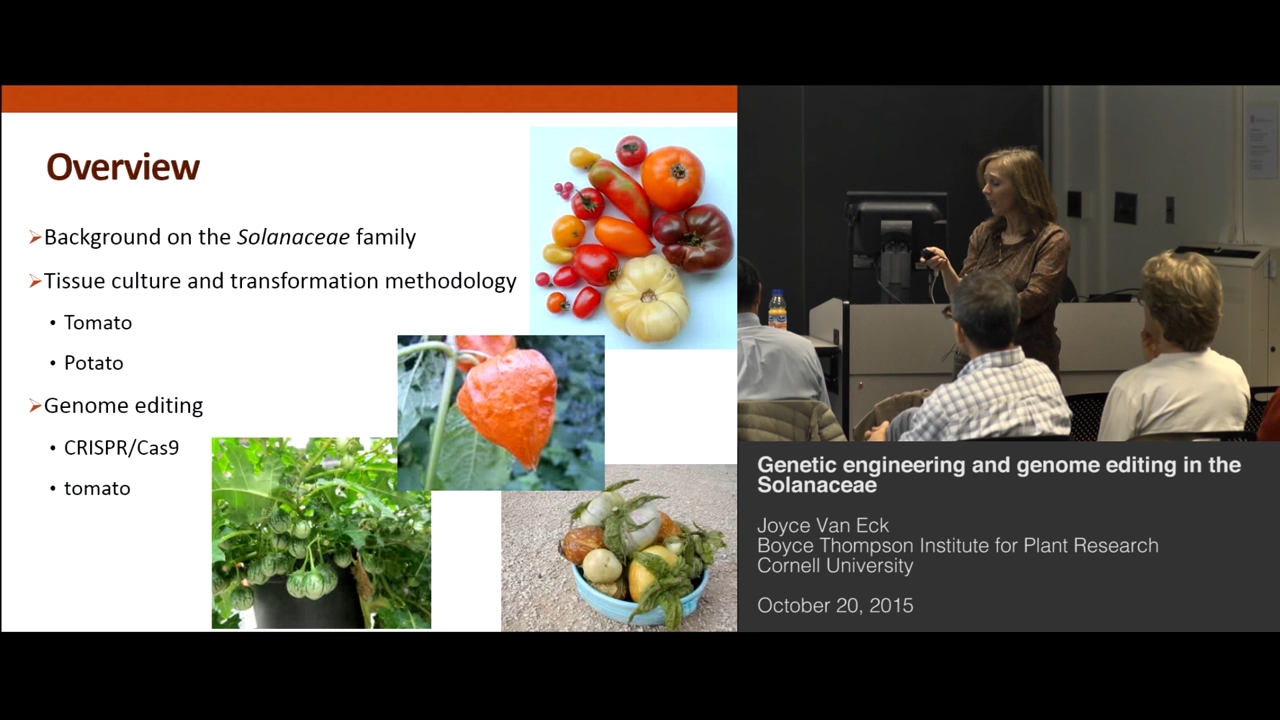 Overview
Background on the Solanaceae family
Tissue culture and transformation methodology
• Tomato
• Potato
Genome editing
• CRISPR/Cas9
• tomato
Genetic engineering and genome editing in the
Solanaceae
Joyce Van Eck
Boyce Thompson Institute for Plant Research
Cornell University
October 20, 2015